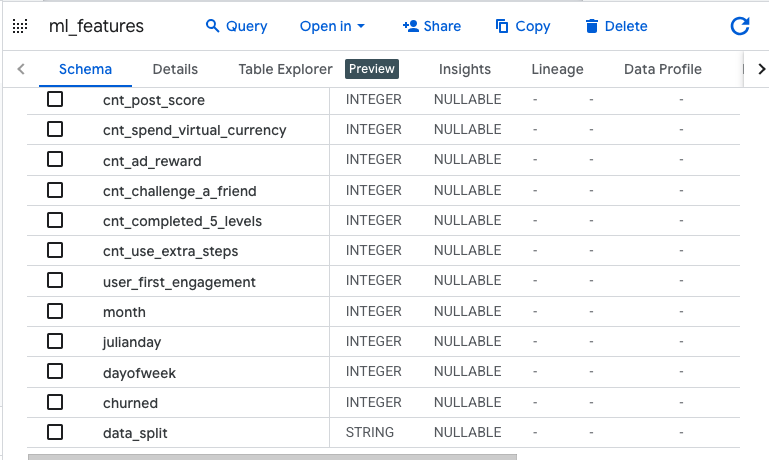 ml_features Query Open in Share Copy Delete
Schema Details Table Explorer Preview Insights Lineage Data Profile
cnt_post_score INTEGER NULLABLE - - -
cnt_spend_virtual_currency INTEGER NULLABLE - - -
cnt_ad_reward INTEGER NULLABLE - - -
cnt_challenge_a_friend INTEGER NULLABLE - - -
cnt_completed_5_levels INTEGER NULLABLE - - -
cnt_use_extra_steps INTEGER NULLABLE - - -
user_first_engagement INTEGER NULLABLE - - -
month INTEGER NULLABLE - - -
julianday INTEGER NULLABLE - - -
dayofweek INTEGER NULLABLE - - -
churned INTEGER NULLABLE - - -
data_split STRING NULLABLE - - -